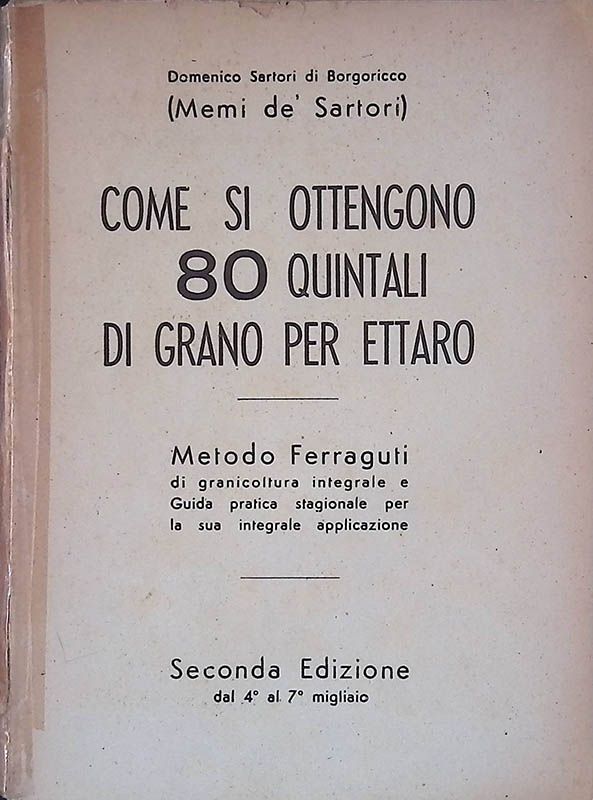 Domenico Sartori di Borgoricco
(Memi de' Sartori)
COME SI OTTENGONO
80 QUINTALI
DI GRANO PER ETTARO
Metodo Ferraguti
di granicoltura integrale e
Guida pratica stagionale per
la sua integrale applicazione
Seconda Edizione
dal 4° al 7° migliaio